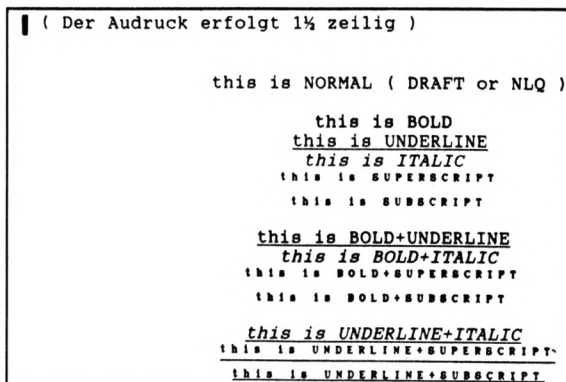 ( Der Audruck erfolgt 1½ zeilig )
this is NORMAL ( DRAFT or NLQ )
this is BOLD
this is UNDERLINE
this is ITALIC
this is SUPERSCRIPT
this is SUBSCRIPT
this is BOLD+UNDERLINE
this is BOLD+ITALIC
this is BOLD+SUPERSCRIPT
this is BOLD+SUBSCRIPT
this is UNDERLINE+ITALIC
this is UNDERLINE+SUPERSCRIPT
this is UNDERLINE+SUBSCRIPT